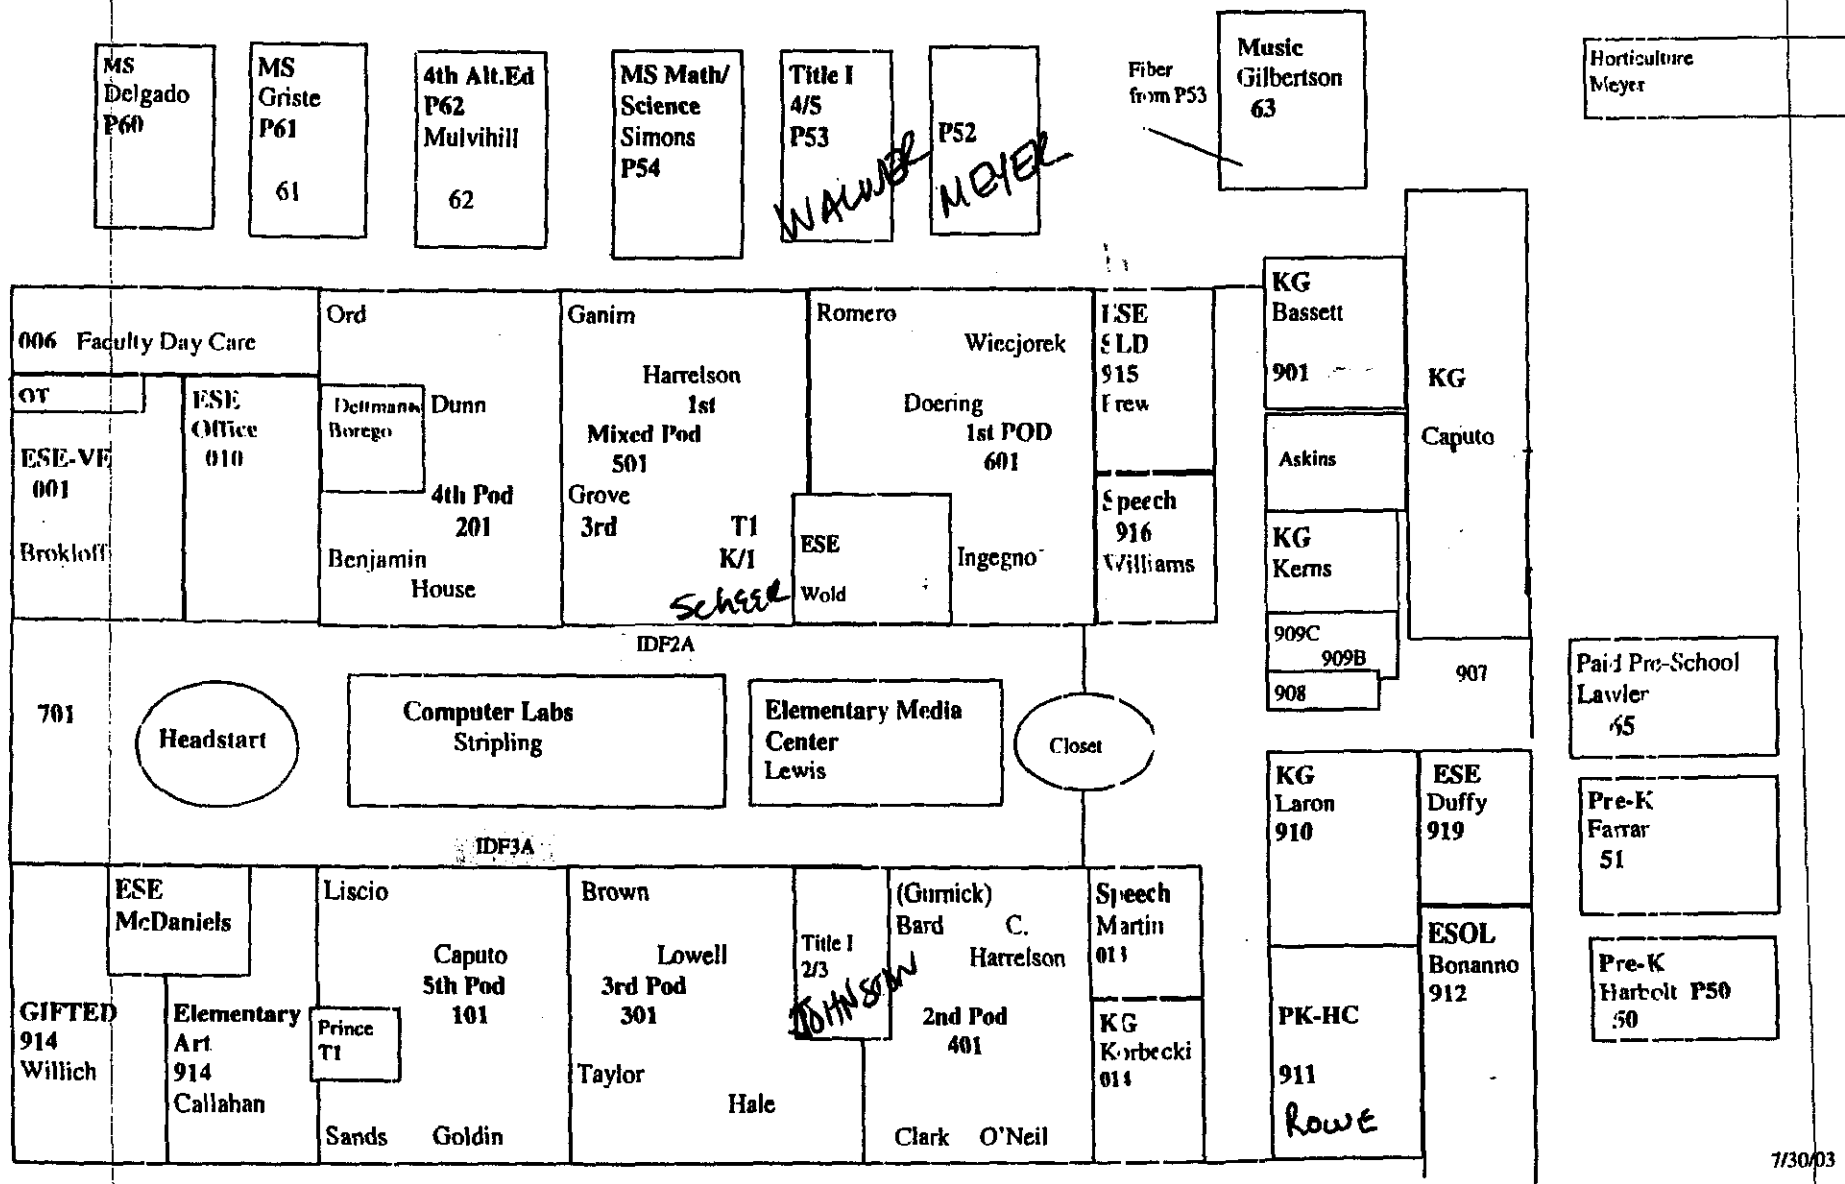 MS
Delgado
P60
MS
Griste
P61
61
4th Alt.Ed
P62
Mulvihill
62
MS Math/
Science
Simons
P54
Title I
4/5
P53
P52
MEYER
Fiber
from P53
Music
Gilbertson
63
Horticulture
Meyer
006 Faculty Day Care
OT
ESE-VE
001
Brokloff
ESE
Office
010
Ord
Dunn
Borego
4th Pod
201
Benjamin
House
Ganim
Harrelson
1st
Mixed Pod
501
Grove
3rd
T1
K/1
SCHEER
Romero
Wiecjorek
Doering
1st POD
601
ESE
Wold
Ingegno
ESE
SLD
915
Speech
916
Williams
KG
Bassett
901
Askins
KG
Kerns
909C
909B
908
KG
Caputo
907
IDF2A
701
Headstart
Computer Labs
Stripling
Elementary Media
Center
Lewis
Closet
IDF3A
Paid Pre-School
Lawler
65
Pre-K
Farrar
51
Pre-K
Harbolt P50
50
KG
Laron
910
ESE
Duffy
919
PK-HC
911
ROWE
ESOL
Bonanno
912
GIFTED
914
Willich
ESE
McDaniels
Elementary
Art
914
Callahan
Liscio
Caputo
5th Pod
101
Prince
T1
Sands Goldin
Brown
Lowell
3rd Pod
301
Taylor
Hale
Title I
2/3
JOHNSTON
(Gurnick)
Bard C.
Harrelson
2nd Pod
401
Clark O'Neil
Speech
Martin
013
KG
Korbecki
014
7/30/03